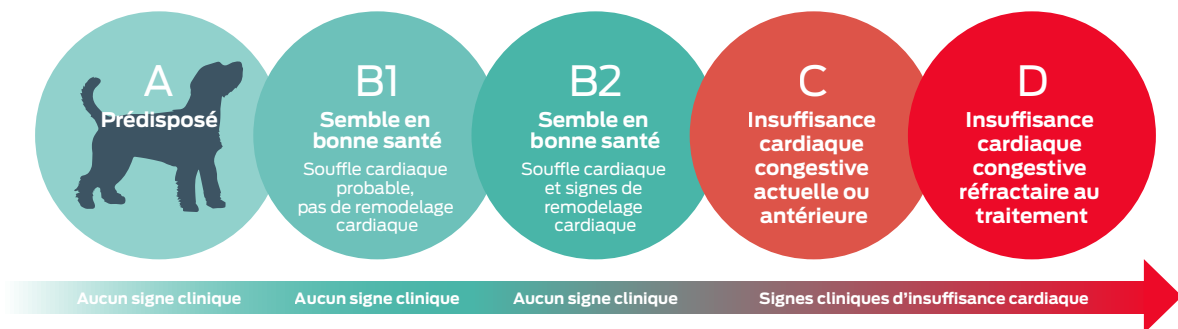 A
Prédisposé
B1
Semble en
bonne santé
Souffle cardiaque
probable,
pas de remodelage
cardiaque
B2
Semble en
bonne santé
Souffle cardiaque
et signes de
remodelage
cardiaque
C
Insuffisance
cardiaque
congestive
actuelle ou
antérieure
D
Insuffisance
cardiaque
congestive
réfractaire au
traitement
Aucun signe clinique
Aucun signe clinique
Aucun signe clinique
Signes cliniques d'insuffisance cardiaque